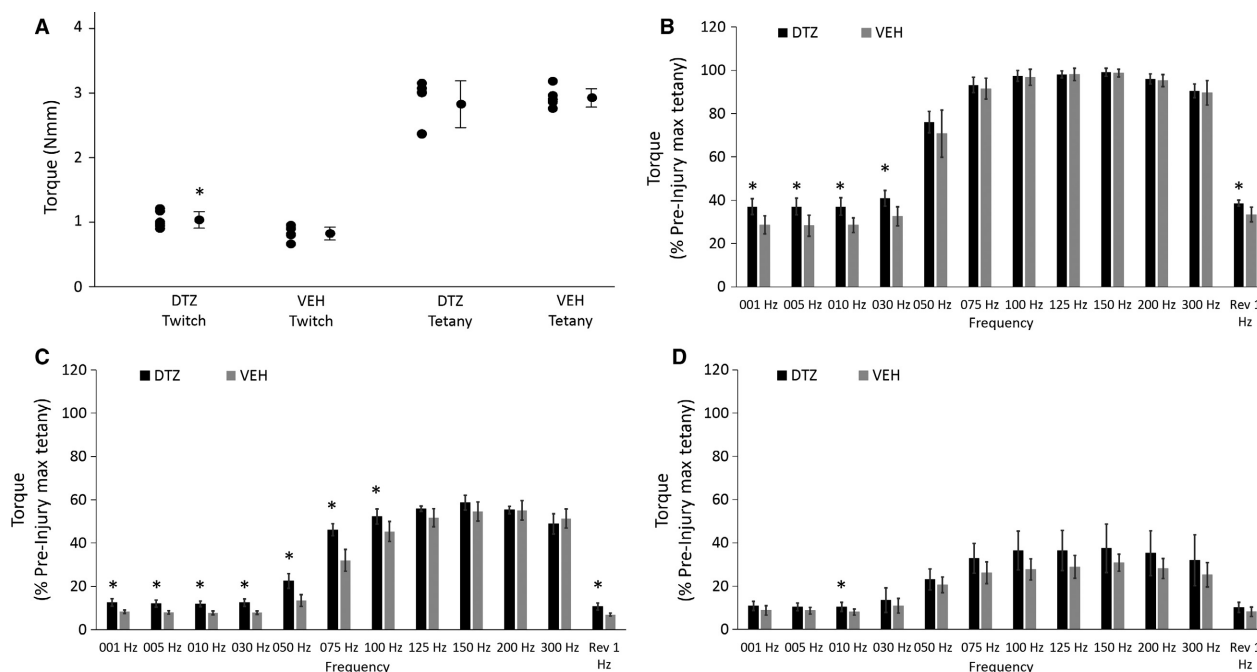 A
4
3
2
1
0
Torque (Nmm)
*
DTZ
Twitch
VEH
Twitch
DTZ
Tetany
VEH
Tetany
B
DTZ VEH
120
100
80
60
40
20
0
Torque
(% Pre-Injury max tetany)
* * * * *
001 Hz 005 Hz 010 Hz 030 Hz 050 Hz 075 Hz 100 Hz 125 Hz 150 Hz 200 Hz 300 Hz Rev 1
Hz
Frequency
C
DTZ VEH
120
100
80
60
40
20
0
Torque
(% Pre-Injury max tetany)
* * * * * * * *
001 Hz 005 Hz 010 Hz 030 Hz 050 Hz 075 Hz 100 Hz 125 Hz 150 Hz 200 Hz 300 Hz Rev 1
Hz
Frequency
D
DTZ VEH
120
100
80
60
40
20
0
Torque
(% Pre-Injury max tetany)
*
001 Hz 005 Hz 010 Hz 030 Hz 050 Hz 075 Hz 100 Hz 125 Hz 150 Hz 200 Hz 300 Hz Rev 1
Hz
Frequency